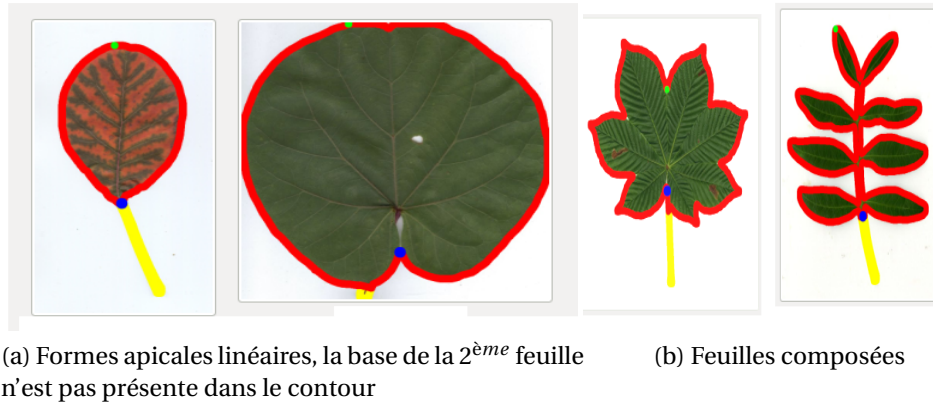 (a) Formes apicales linéaires, la base de la 2ème feuille
n'est pas présente dans le contour
(b) Feuilles composées